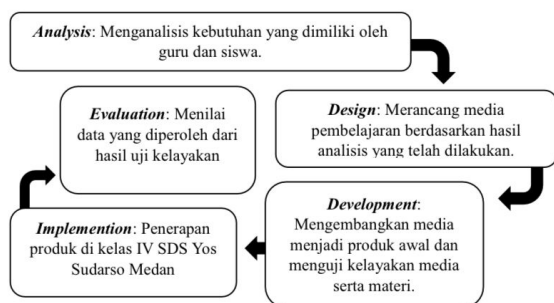 Analysis: Menganalisis kebutuhan yang dimiliki oleh
guru dan siswa.
Design: Merancang media
pembelajaran berdasarkan hasil
analisis yang telah dilakukan.
Development:
Mengembangkan media
menjadi produk awal dan
menguji kelayakan media
serta materi.
Implemention: Penerapan
produk di kelas IV SDS Yos
Sudarso Medan
Evaluation: Menilai
data yang diperoleh dari
hasil uji kelayakan